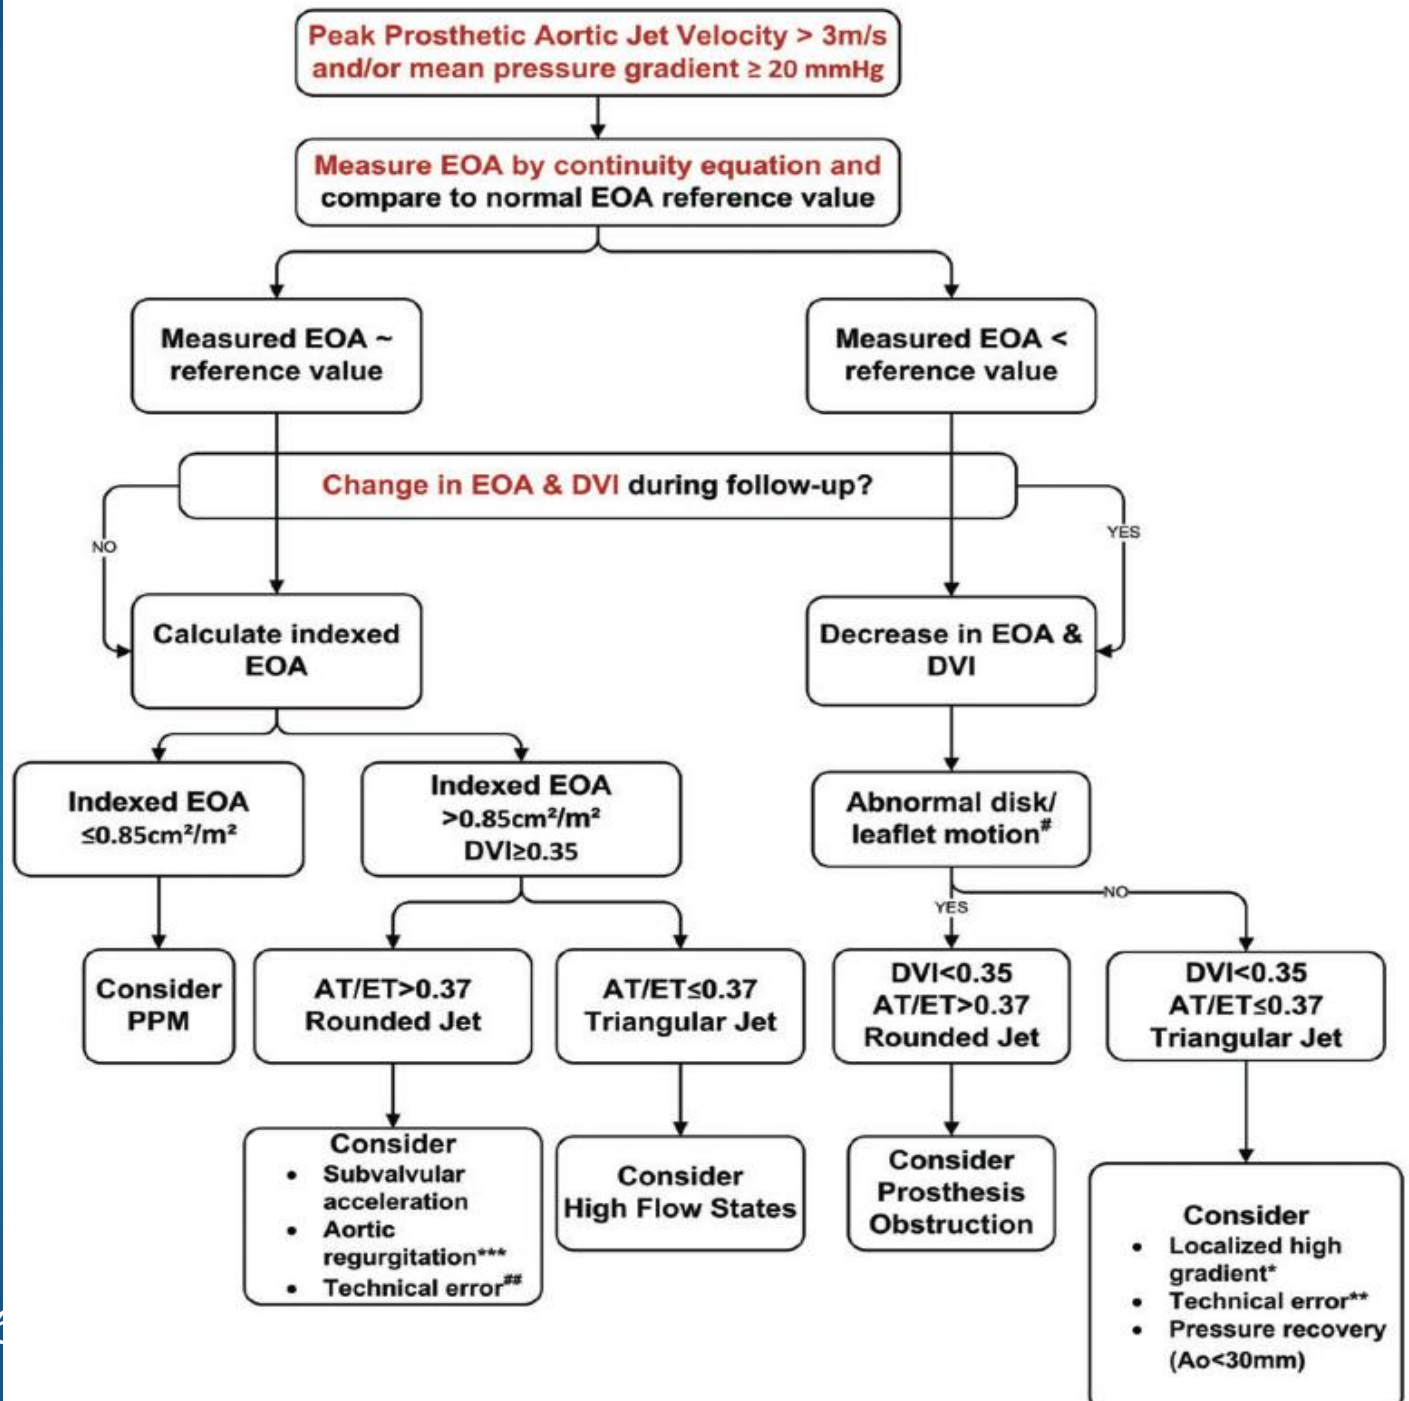 Peak Prosthetic Aortic Jet Velocity > 3m/s
and/or mean pressure gradient ≥ 20 mmHg
Measure EOA by continuity equation and
compare to normal EOA reference value
Measured EOA ~
reference value
Measured EOA <
reference value
Change in EOA & DVI during follow-up?
NO
YES
Calculate indexed
EOA
Decrease in EOA &
DVI
Indexed EOA
≤0.85cm²/m²
Indexed EOA
>0.85cm²/m²
DVI≥0.35
Abnormal disk/
leaflet motion#
YES
NO
Consider
PPM
AT/ET>0.37
Rounded Jet
AT/ET≤0.37
Triangular Jet
DVI<0.35
AT/ET>0.37
Rounded Jet
DVI<0.35
AT/ET≤0.37
Triangular Jet
Consider
• Subvalvular
acceleration
• Aortic
regurgitation***
• Technical error##
Consider
High Flow States
Consider
Prosthesis
Obstruction
Consider
• Localized high
gradient*
• Technical error**
• Pressure recovery
(Ao<30mm)